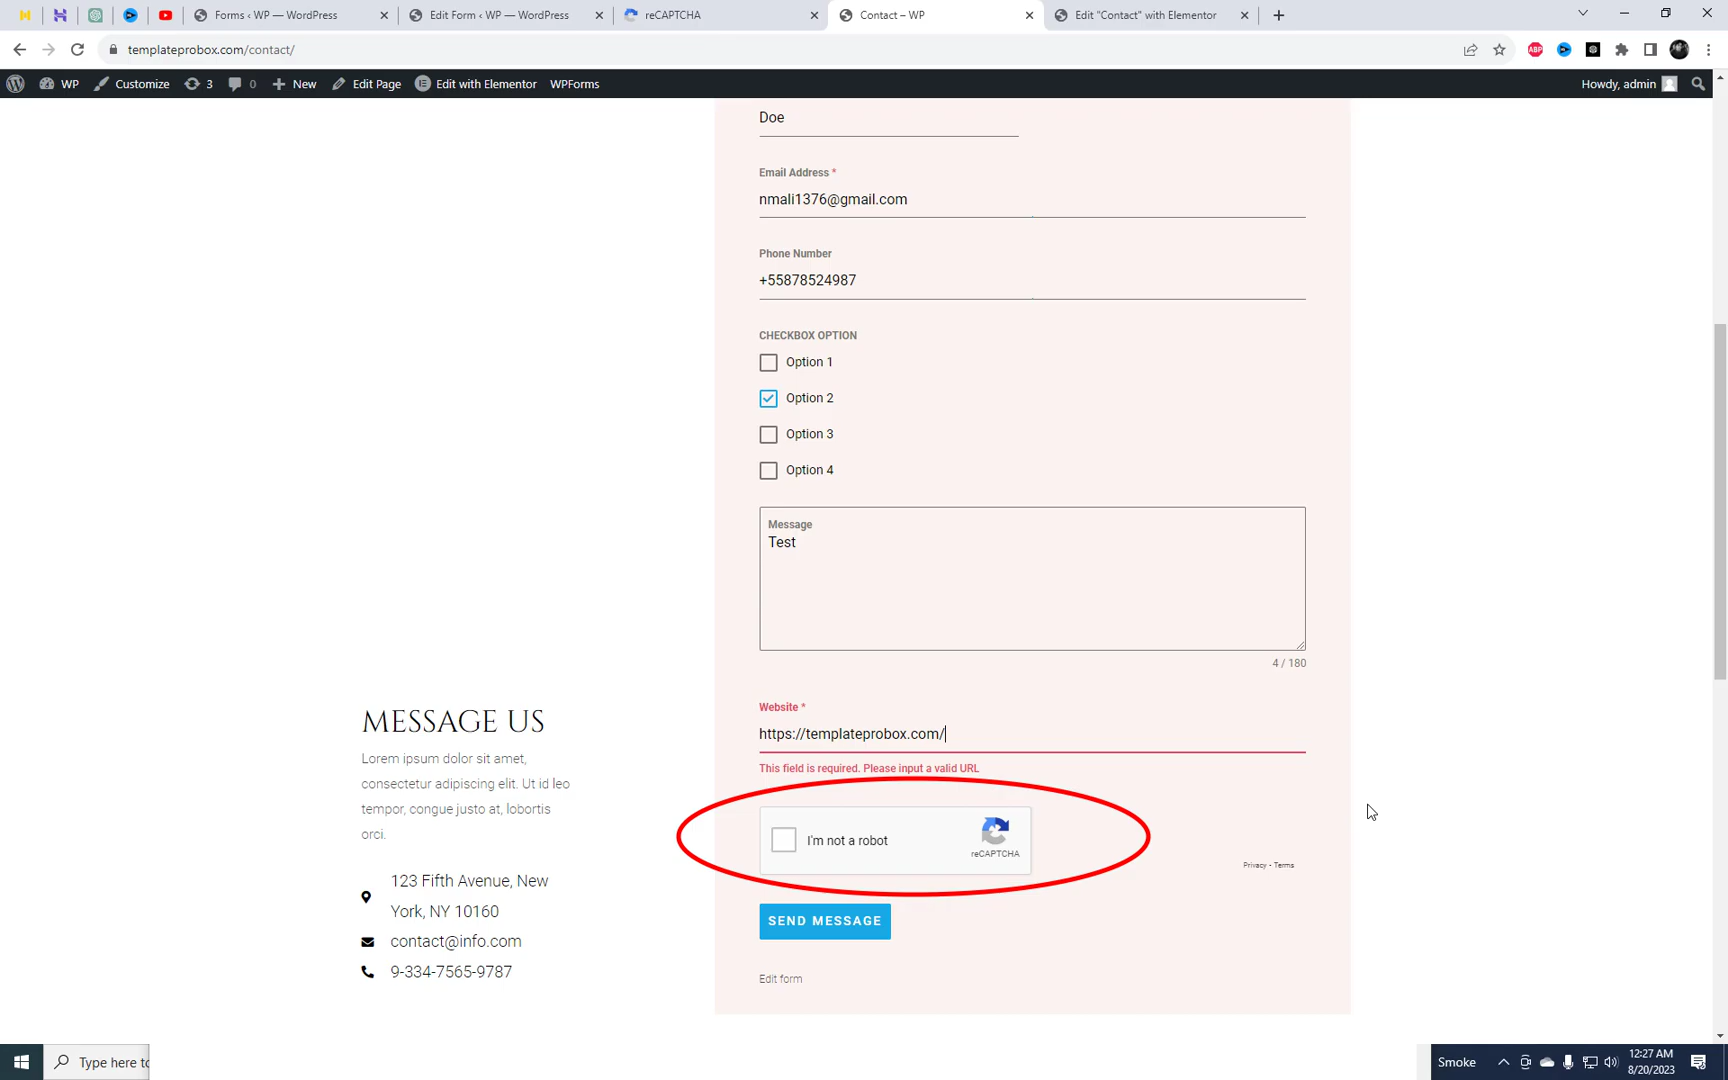 Forms ‹ WP — WordPress
Edit Form ‹ WP — WordPress
reCAPTCHA
Contact – WP
Edit "Contact" with Elementor
templateprobox.com/contact/
ABP
WP
Customize
3
0
New
Edit Page
Edit with Elementor
WPForms
Howdy, admin
Doe
Email Address *
nmali1376@gmail.com
Phone Number
+55878524987
CHECKBOX OPTION
Option 1
Option 2
Option 3
Option 4
Message
Test
4 / 180
Website *
https://templateprobox.com/
This field is required. Please input a valid URL
I'm not a robot
reCAPTCHA
Privacy - Terms
SEND MESSAGE
Edit form
MESSAGE US
Lorem ipsum dolor sit amet,
consectetur adipiscing elit. Ut id leo
tempor, congue justo at, lobortis
orci.
123 Fifth Avenue, New
York, NY 10160
contact@info.com
9-334-7565-9787
Type here to
Smoke
12:27 AM
8/20/2023